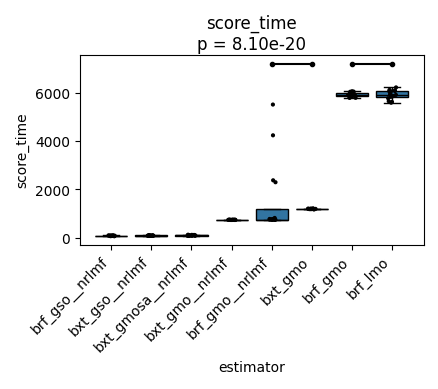 score_time
p = 8.10e-20
score_time
6000
4000
2000
0
brf_gso__nrlmf
bxt_gso__nrlmf
bxt_gmosa__nrlmf
bxt_gmo__nrlmf
brf_gmo__nrlmf
bxt_gmo
brf_gmo
brf_lmo
estimator